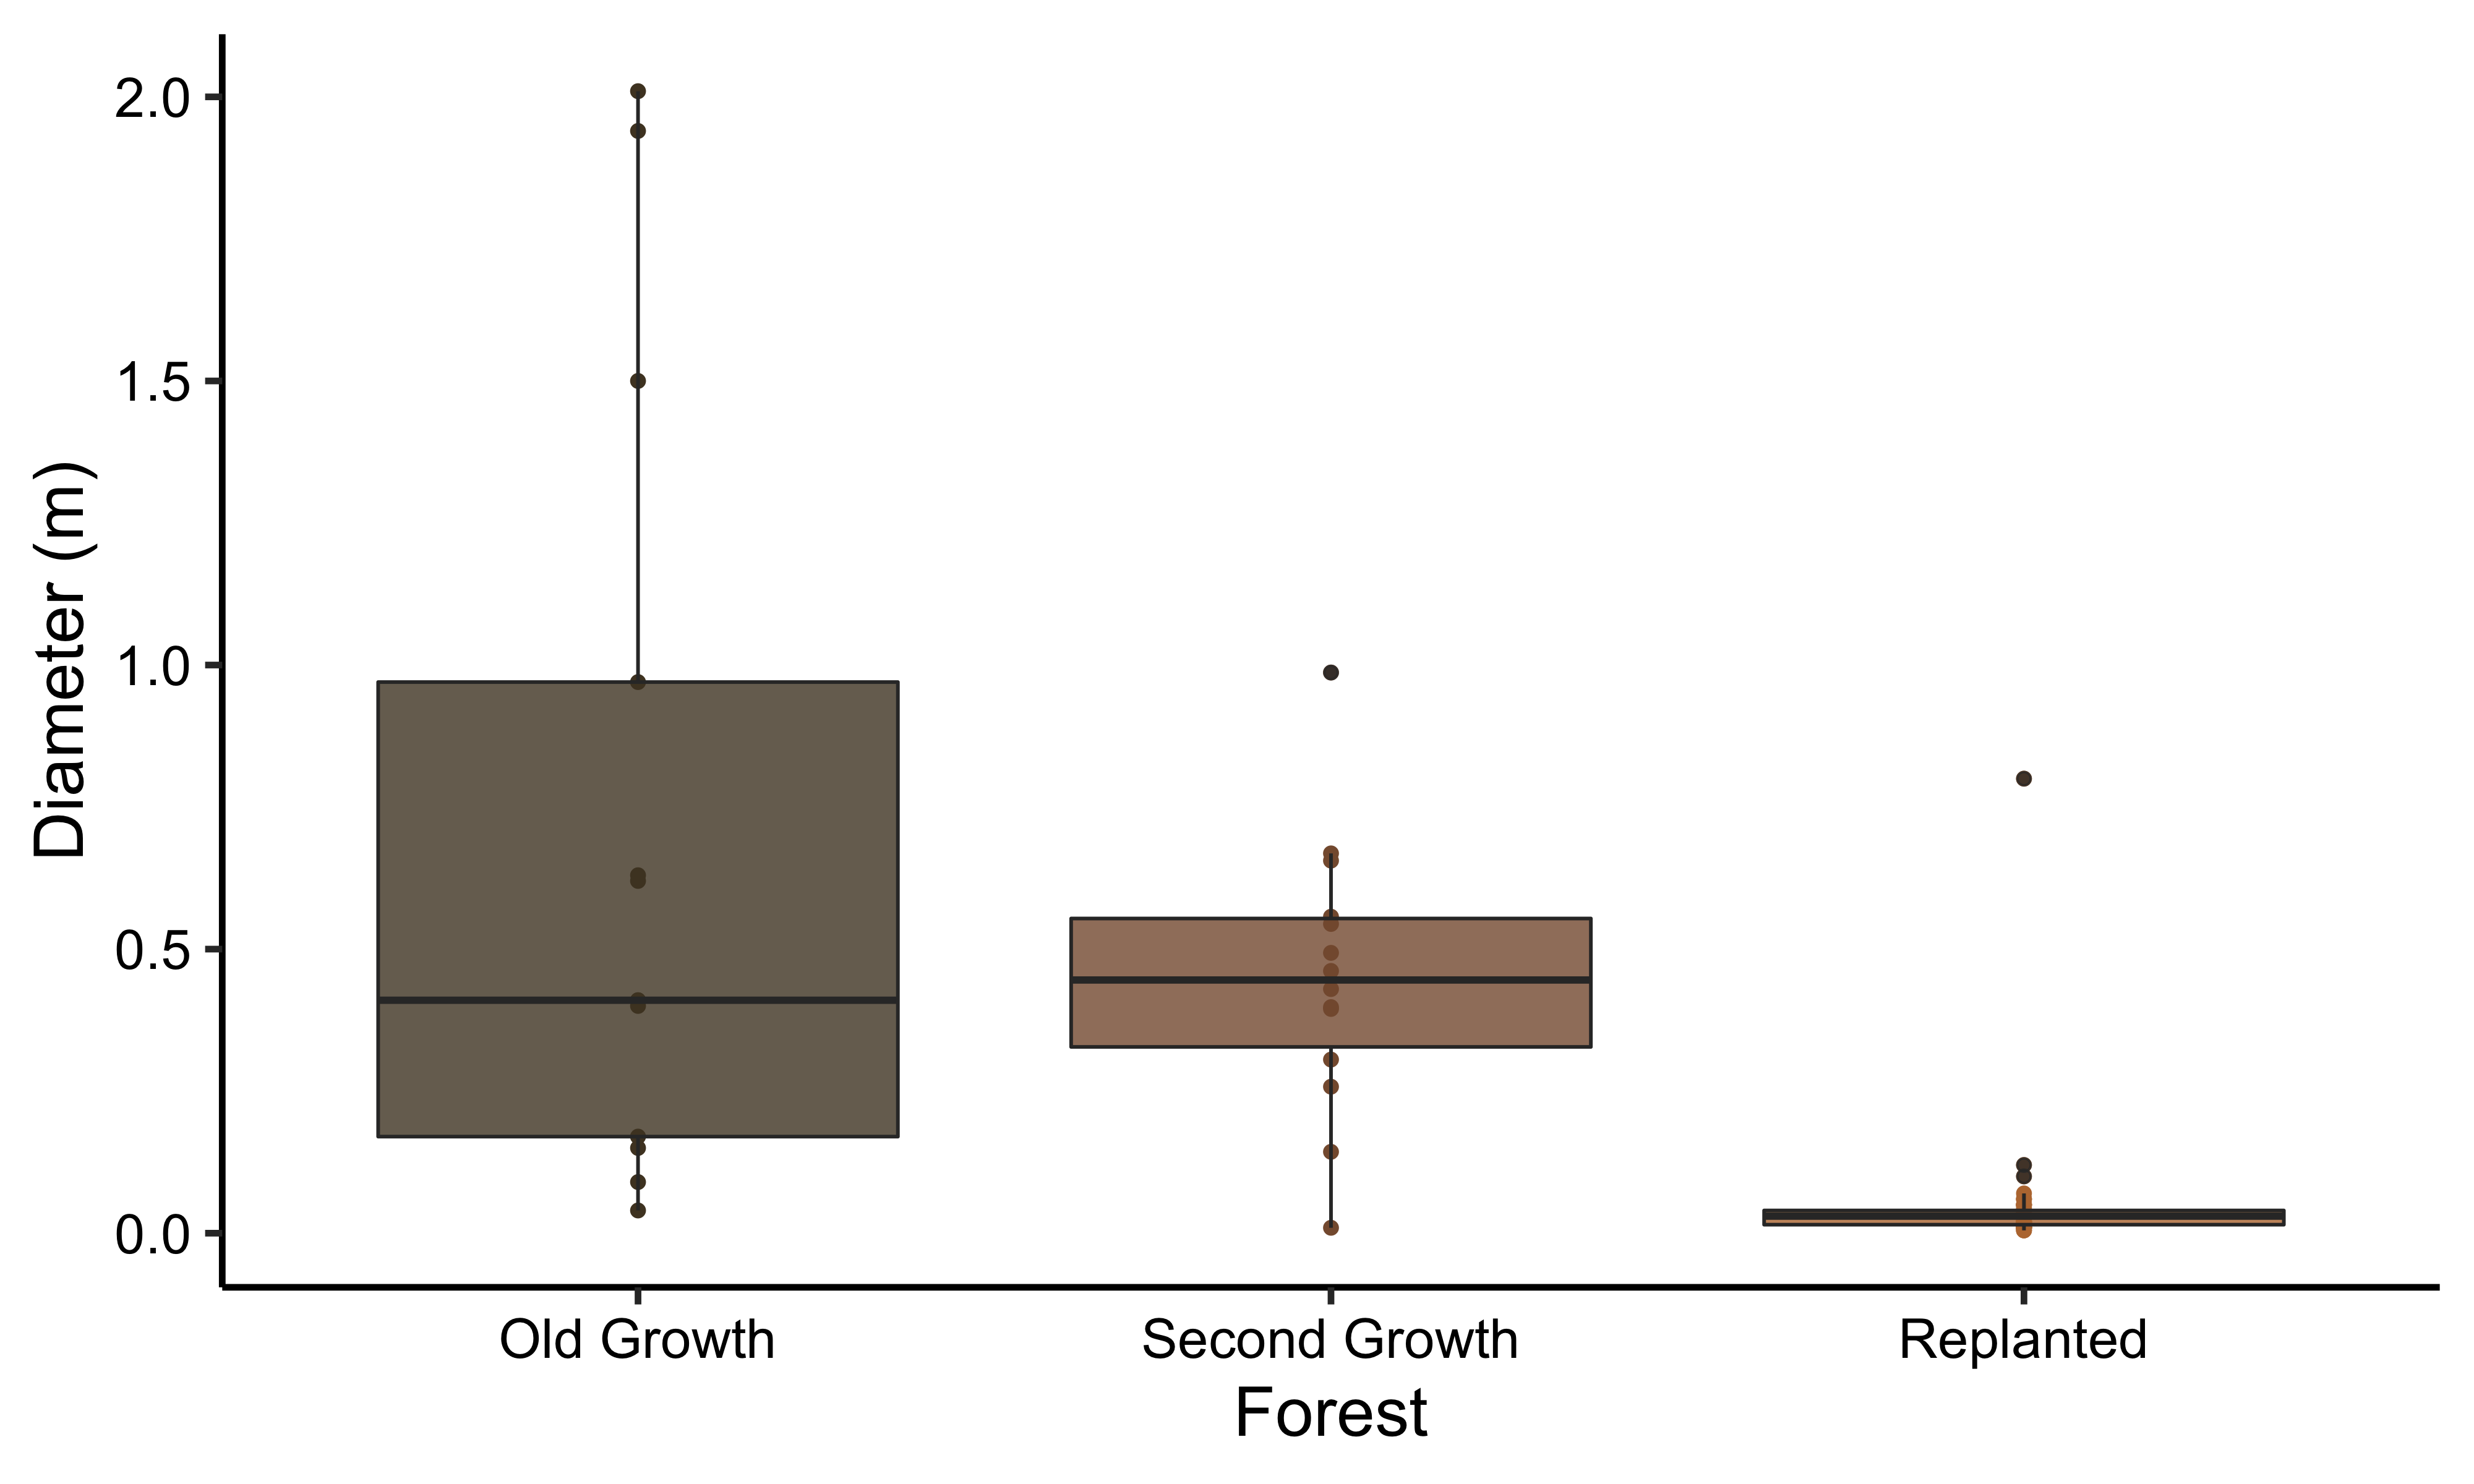 Diameter (m)
2.0
1.5
1.0
0.5
0.0
Old Growth
Second Growth
Replanted
Forest